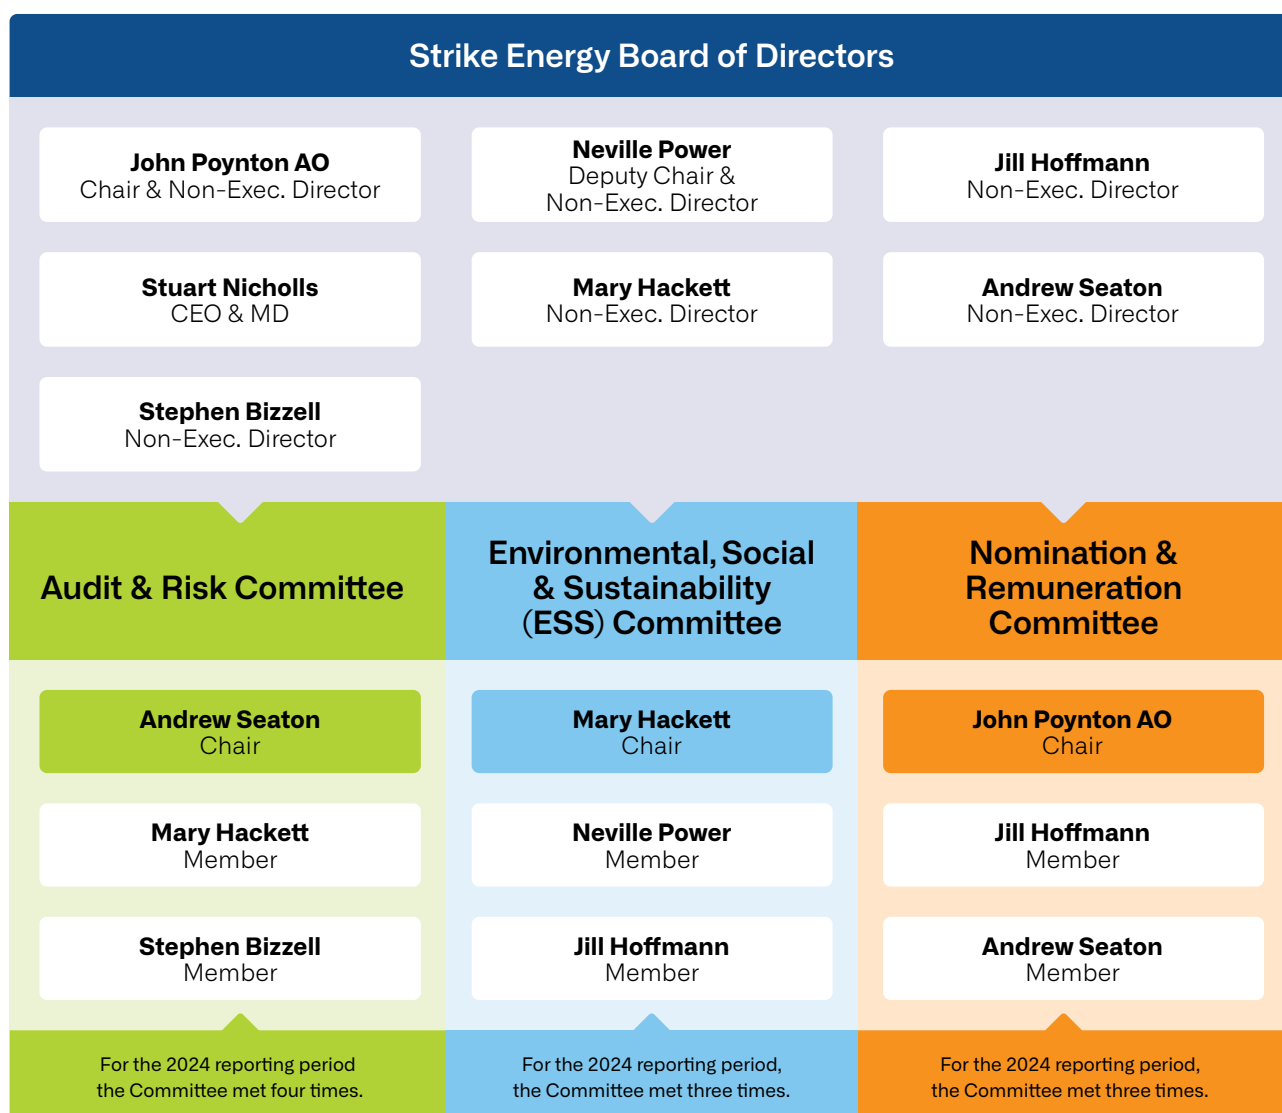 Strike Energy Board of Directors
John Poynton AO
Chair & Non-Exec. Director
Neville Power
Deputy Chair &
Non-Exec. Director
Jill Hoffmann
Non-Exec. Director
Stuart Nicholls
CEO & MD
Mary Hackett
Non-Exec. Director
Andrew Seaton
Non-Exec. Director
Stephen Bizzell
Non-Exec. Director
Audit & Risk Committee
Andrew Seaton
Chair
Mary Hackett
Member
Stephen Bizzell
Member
For the 2024 reporting period
the Committee met four times.
Environmental, Social
& Sustainability
(ESS) Committee
Mary Hackett
Chair
Neville Power
Member
Jill Hoffmann
Member
For the 2024 reporting period,
the Committee met three times.
Nomination &
Remuneration
Committee
John Poynton AO
Chair
Jill Hoffmann
Member
Andrew Seaton
Member
For the 2024 reporting period,
the Committee met three times.